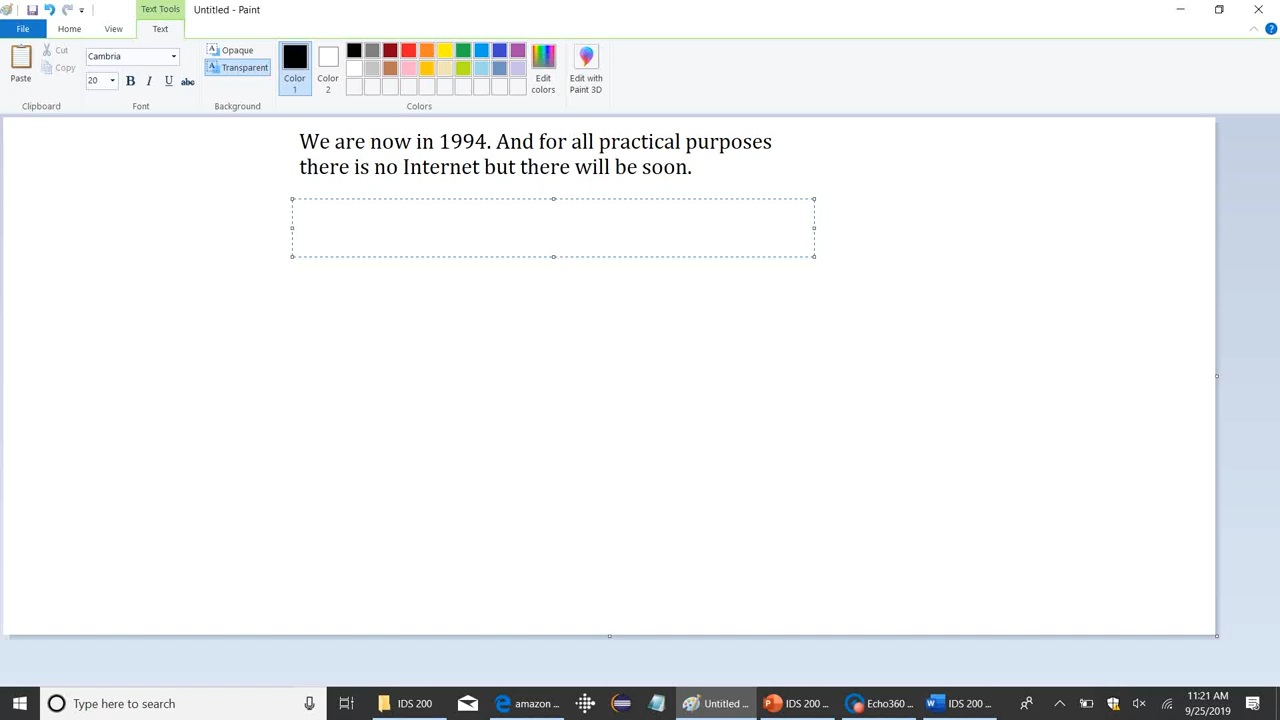 Text Tools
Untitled - Paint
File
Home
View
Text
Paste
Cut
Copy
Clipboard
Cambria
20
B I U abc
Font
Opaque
Transparent
Background
Color 1
Color 2
Colors
Edit colors
Edit with Paint 3D
We are now in 1994. And for all practical purposes
there is no Internet but there will be soon.
Type here to search
IDS 200
amazon ...
Untitled ...
IDS 200 ...
Echo360 ...
IDS 200 ...
11:21 AM
9/25/2019